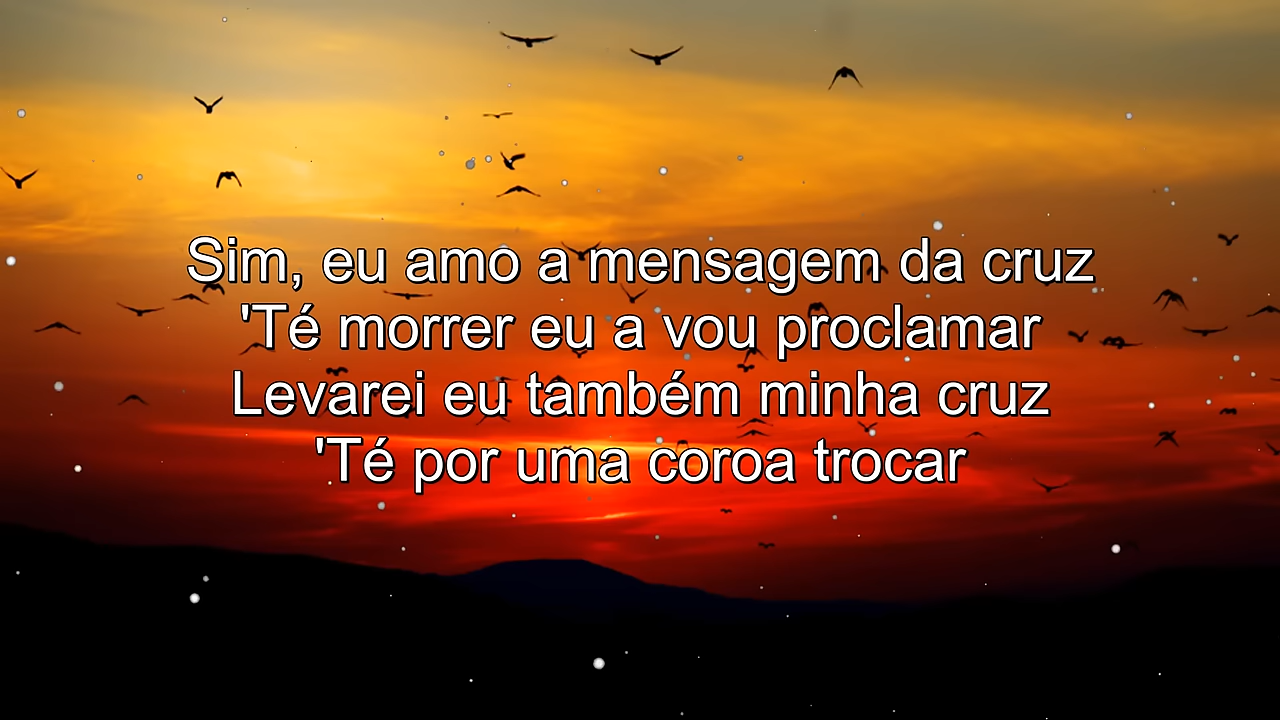 Sim, eu amo a mensagem da cruz
'Té morrer eu a vou proclamar
Levarei eu também minha cruz
'Té por uma coroa trocar